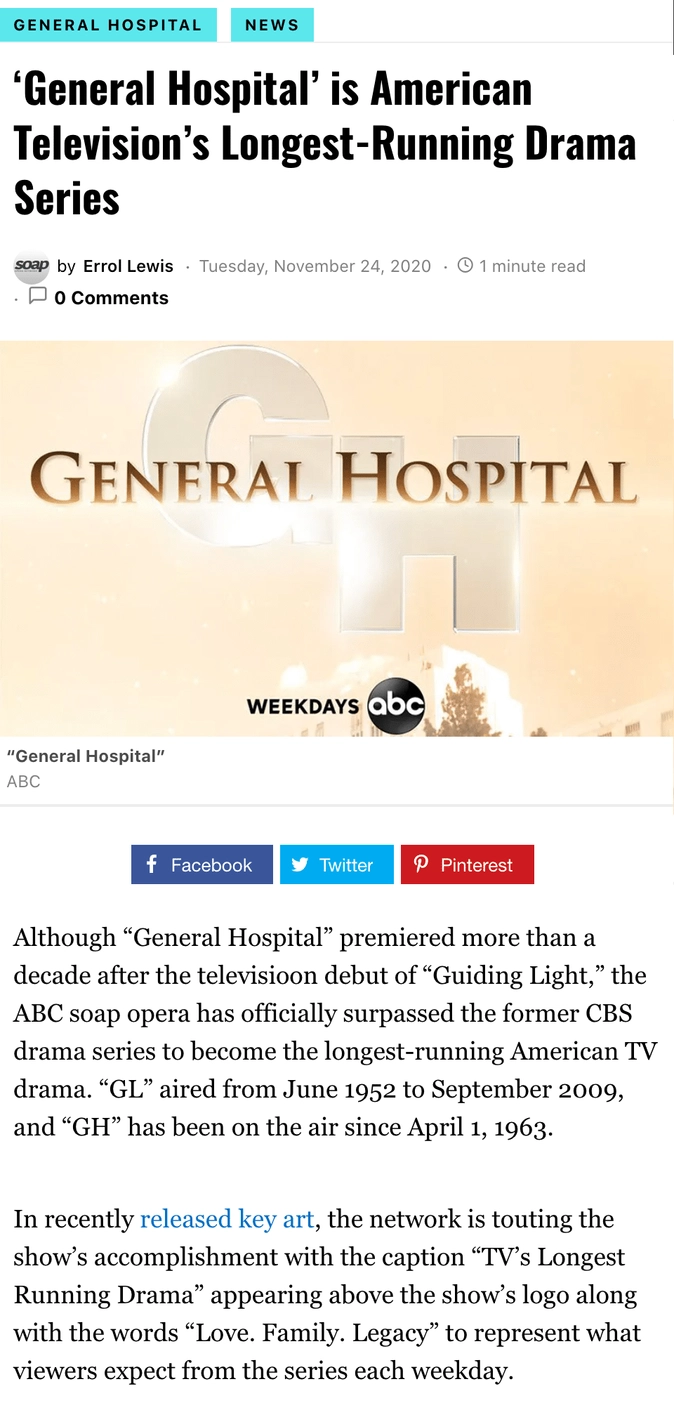 GENERAL HOSPITAL NEWS
‘General Hospital’ is American
Television’s Longest-Running Drama
Series
soap by Errol Lewis · Tuesday, November 24, 2020 · 1 minute read
· 0 Comments
GH
GENERAL HOSPITAL
WEEKDAYS abc
“General Hospital”
ABC
Facebook Twitter Pinterest
Although “General Hospital” premiered more than a
decade after the televisioon debut of “Guiding Light,” the
ABC soap opera has officially surpassed the former CBS
drama series to become the longest-running American TV
drama. “GL” aired from June 1952 to September 2009,
and “GH” has been on the air since April 1, 1963.
In recently released key art, the network is touting the
show’s accomplishment with the caption “TV’s Longest
Running Drama” appearing above the show’s logo along
with the words “Love. Family. Legacy” to represent what
viewers expect from the series each weekday.